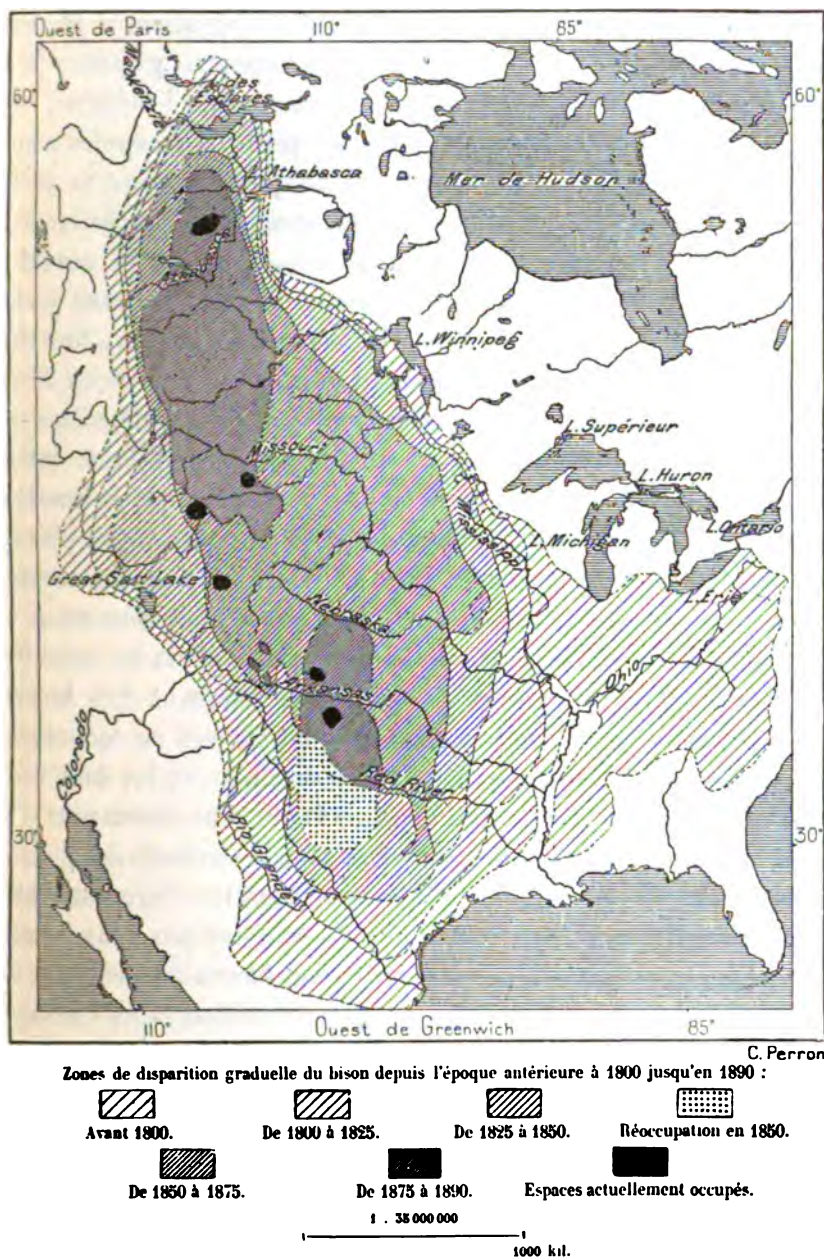 Ouest de Paris 110° 85°
60° 60°
Mackenzie
L. des
Esclaves
L. Athabasca
Mer de Hudson
L. Winnipeg
L. Supérieur
Missouri
L. Huron
Mississipi
L. Michigan
L. Ontario
Great Salt Lake
L. Erié
Nebraska
Ohio
Arkansas
Colorado
Red River
30° 30°
Rio Grande
110° Ouest de Greenwich 85°
C. Perron
Zones de disparition graduelle du bison depuis l'époque antérieure à 1800 jusqu'en 1890 :
Avant 1800. De 1800 à 1825. De 1825 à 1850. Réoccupation en 1850.
De 1850 à 1875. De 1875 à 1890. Espaces actuellement occupés.
1 : 35 000 000
1000 kil.